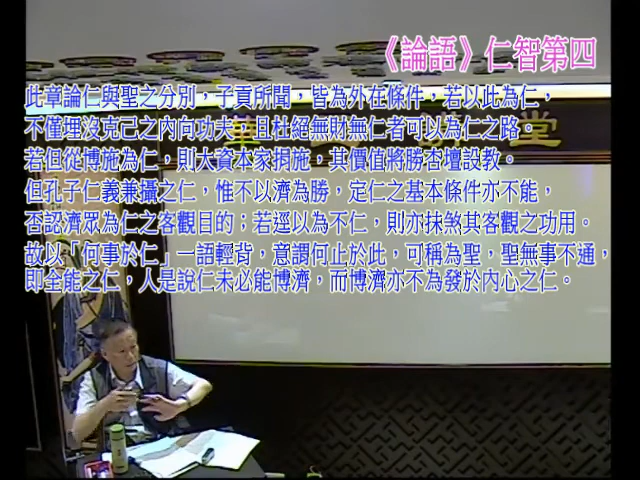 《論語》仁智第四
此章論仁與聖之分別，子貢所聞，皆為外在條件，若以此為仁，
不僅埋沒克己之內向功夫，且杜絕無財無仁者可以為仁之路。
若但從博施為仁，則大資本家捐施，其價值將勝杏壇設教。
但孔子仁義兼攝之仁，惟不以濟為勝，定仁之基本條件亦不能，
否認濟眾為仁之客觀目的；若逕以為不仁，則亦抹煞其客觀之功用。
故以「何事於仁」一語輕背，意謂何止於此，可稱為聖，聖無事不通，
即全能之仁，人是說仁未必能博濟，而博濟亦不為發於內心之仁。
堂